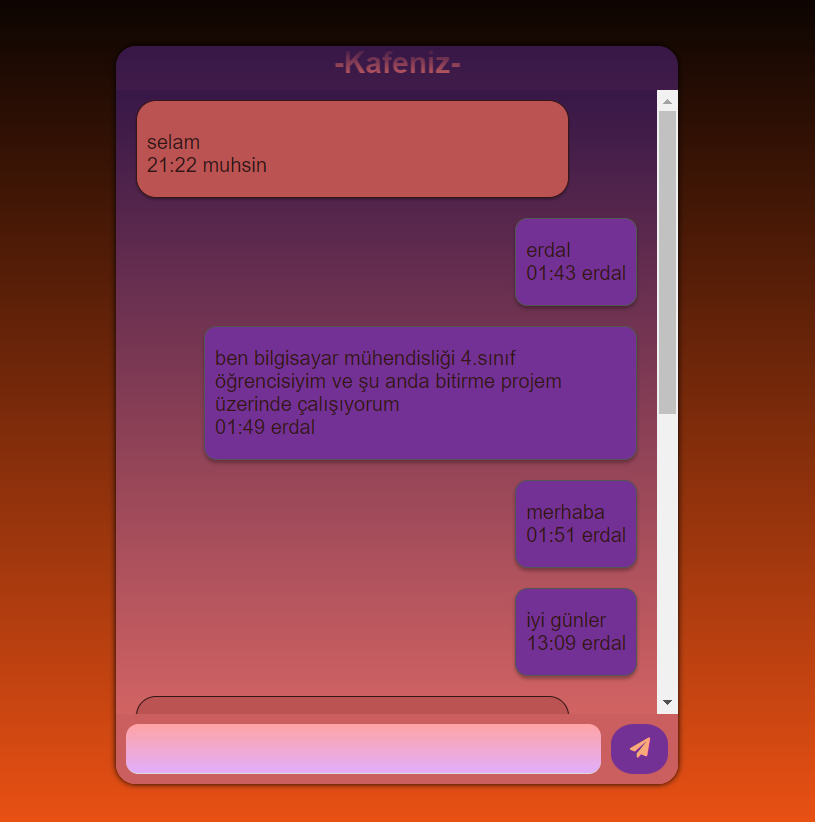 -Kafeniz-
selam
21:22 muhsin
erdal
01:43 erdal
ben bilgisayar mühendisliği 4.sınıf
öğrencisiyim ve şu anda bitirme projem
üzerinde çalışıyorum
01:49 erdal
merhaba
01:51 erdal
iyi günler
13:09 erdal